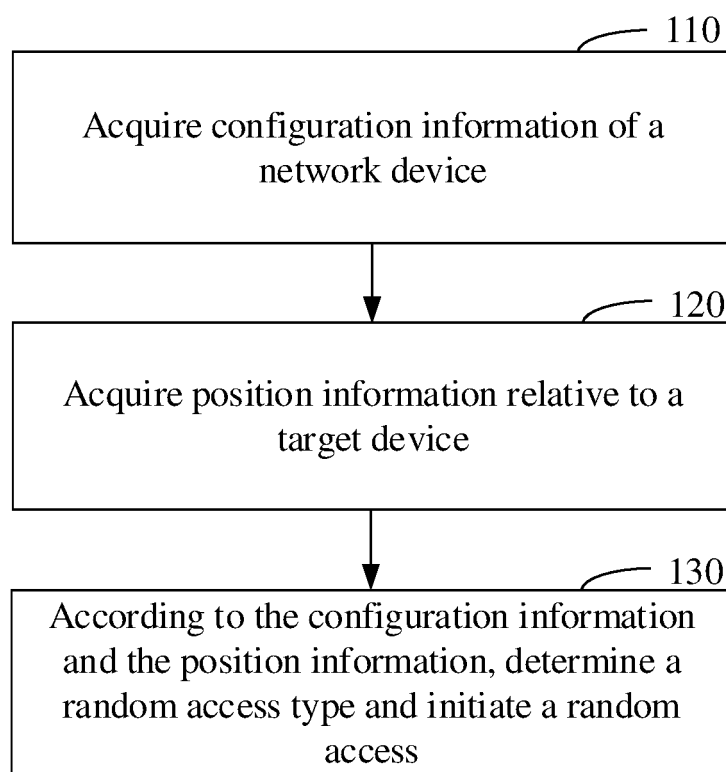 110
Acquire configuration information of a
network device
120
Acquire position information relative to a
target device
130
According to the configuration information
and the position information, determine a
random access type and initiate a random
access